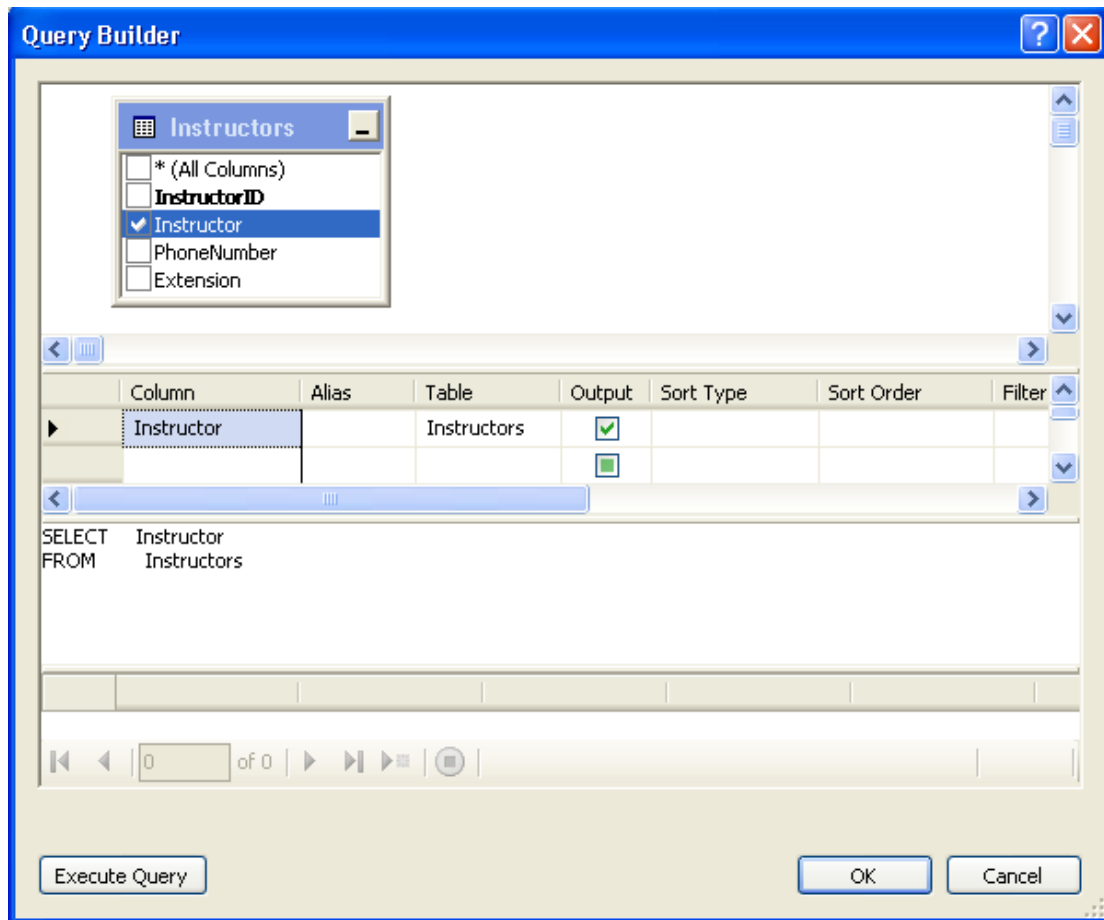 Query Builder
Instructors
* (All Columns)
InstructorID
Instructor
PhoneNumber
Extension
Column Alias Table Output Sort Type Sort Order Filter
Instructor Instructors
SELECT Instructor
FROM Instructors
0 of 0
Execute Query OK Cancel